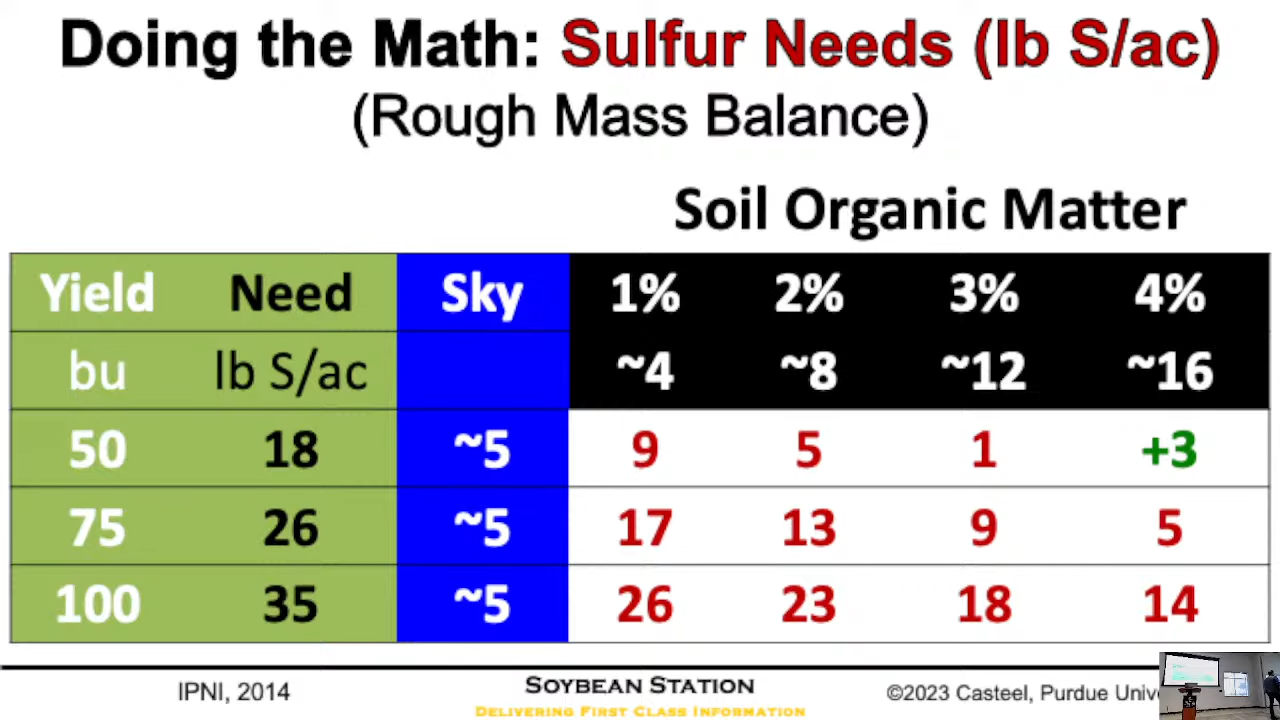 Doing the Math: Sulfur Needs (lb S/ac)
(Rough Mass Balance)
Soil Organic Matter
Yield Need Sky 1% 2% 3% 4%
bu lb S/ac ~4 ~8 ~12 ~16
50 18 ~5 9 5 1 +3
75 26 ~5 17 13 9 5
100 35 ~5 26 23 18 14
IPNI, 2014
SOYBEAN STATION
DELIVERING FIRST CLASS INFORMATION
©2023 Casteel, Purdue